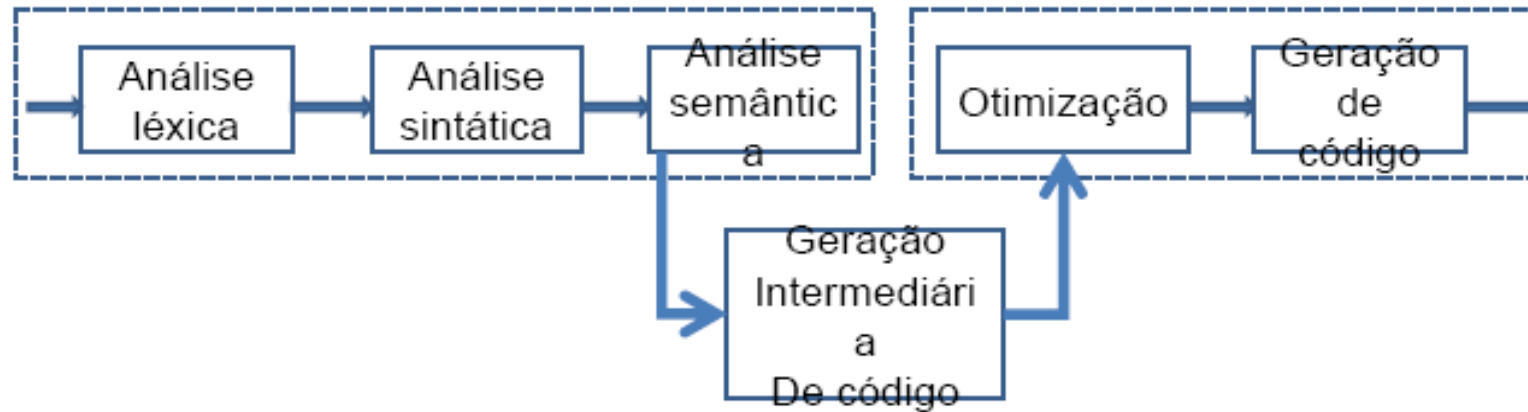 Análise
léxica
Análise
sintática
Análise
semântic
a
Otimização
Geração
de
código
Geração
Intermediári
a
De código